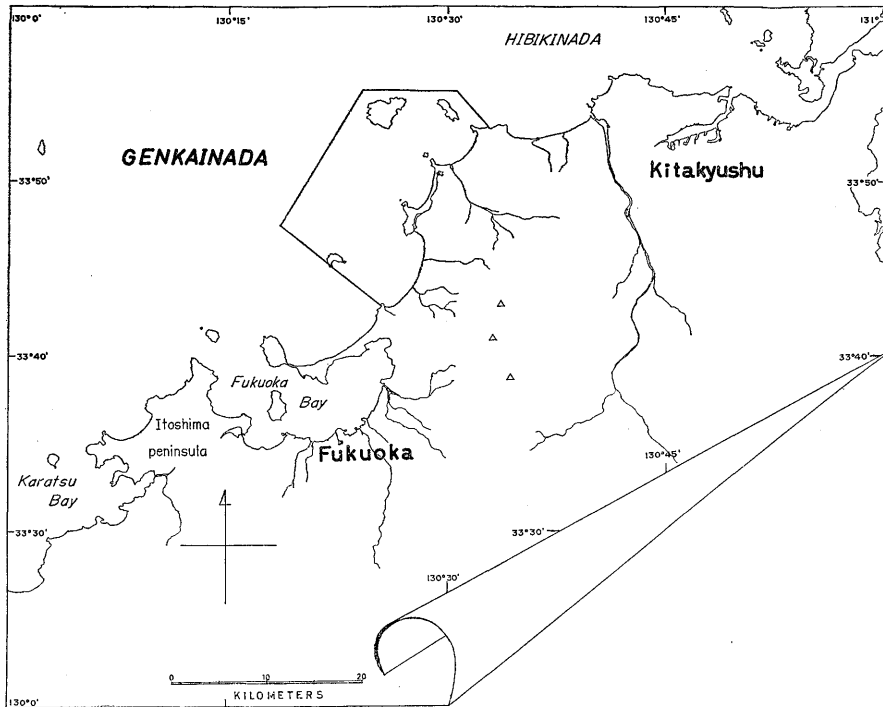 130°0'
130°15'
130°30'
130°45'
HIBIKINADA
GENKAINADA
33°50'
Kitakyushu
33°50'
33°40'
33°40'
Fukuoka
Bay
Itoshima
peninsula
Fukuoka
130°45'
Karatsu
Bay
33°30'
33°30'
130°30'
0 10 20
KILOMETERS
130°0'